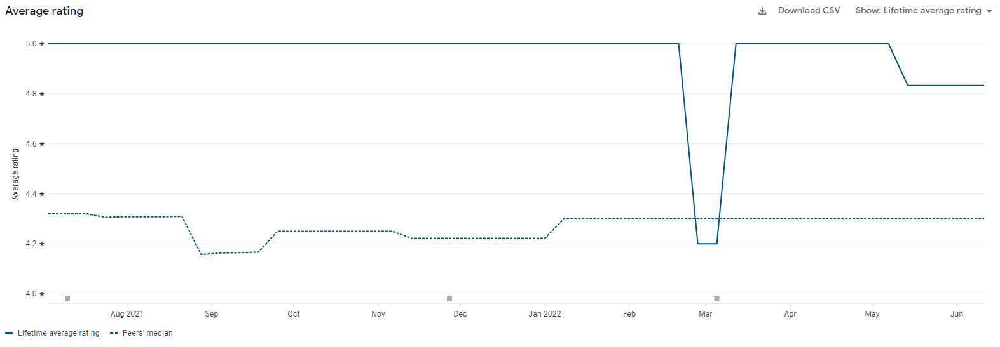 Average rating
Download CSV
Show: Lifetime average rating
5.0 ★
4.8 ★
4.6 ★
4.4 ★
4.2 ★
4.0 ★
Average rating
Aug 2021 Sep Oct Nov Dec Jan 2022 Feb Mar Apr May Jun
Lifetime average rating Peers' median